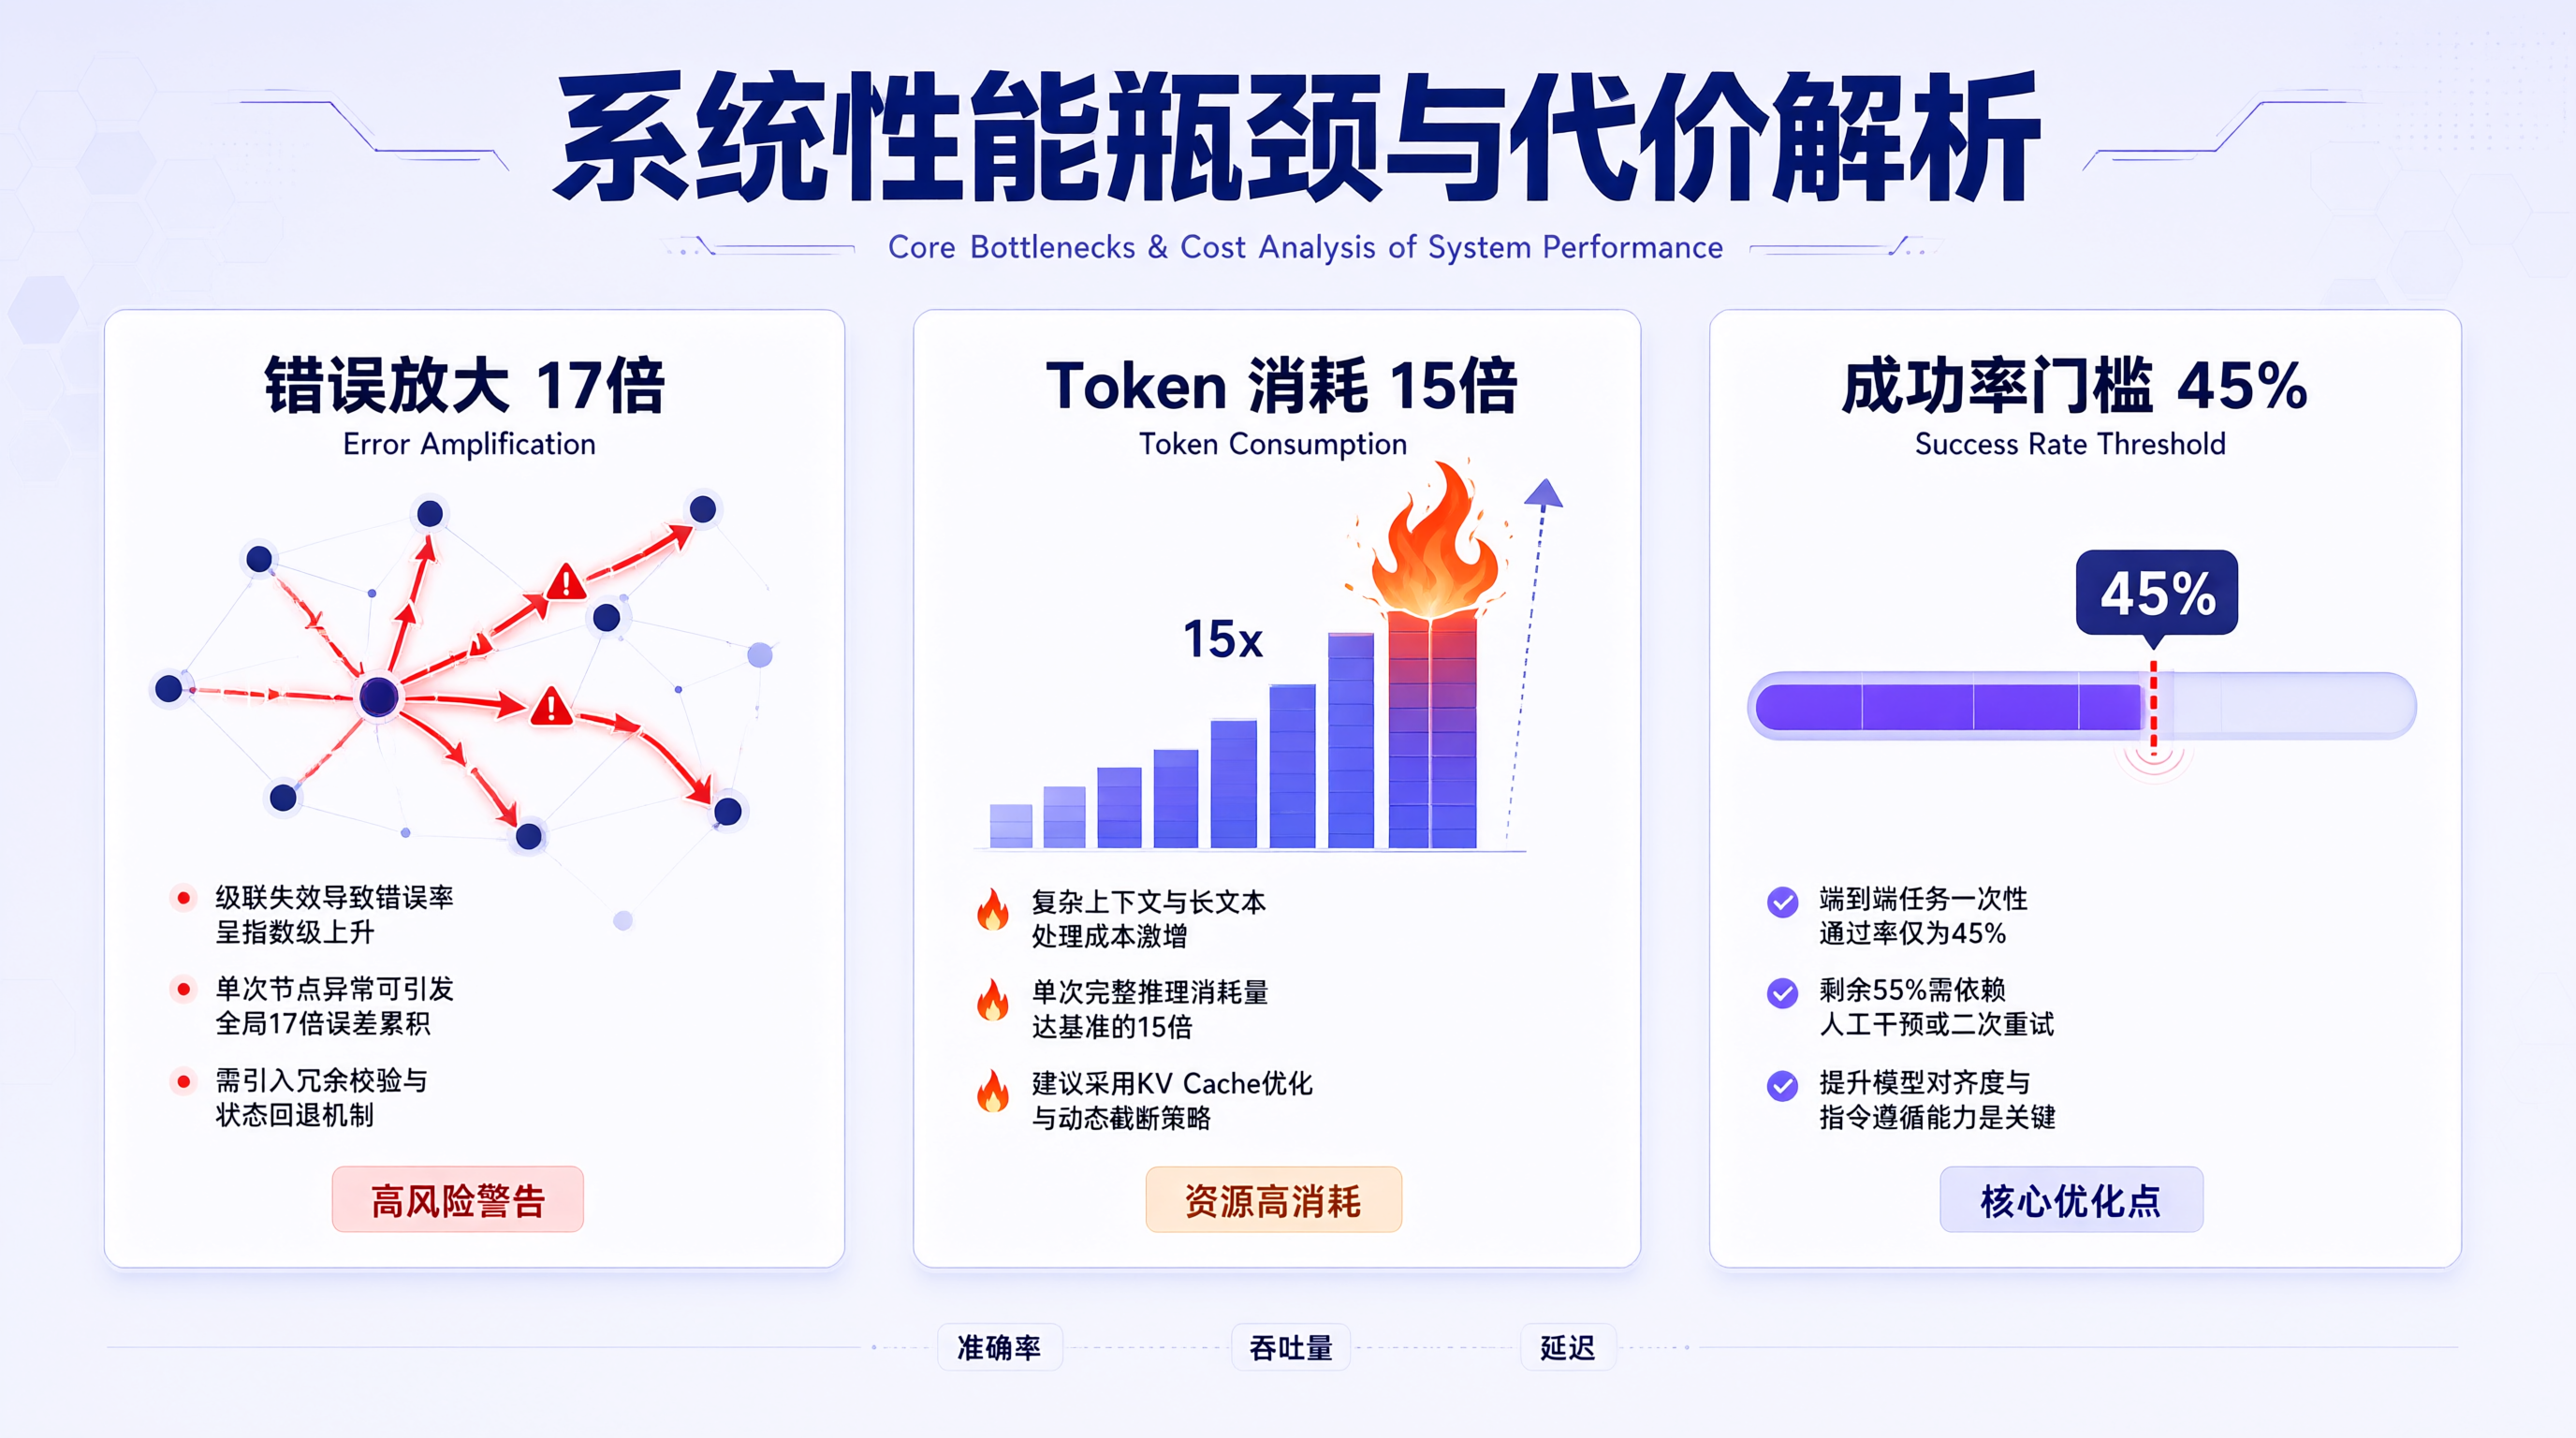 系统性能瓶颈与代价解析
Core Bottlenecks & Cost Analysis of System Performance
错误放大 17倍
Error Amplification
级联失效导致错误率
呈指数级上升
单次节点异常可引发
全局17倍误差累积
需引入冗余校验与
状态回退机制
高风险警告
Token 消耗 15倍
Token Consumption
15x
复杂上下文与长文本
处理成本激增
单次完整推理消耗量
达基准的15倍
建议采用KV Cache优化
与动态截断策略
资源高消耗
成功率门槛 45%
Success Rate Threshold
45%
端到端任务一次性
通过率仅为45%
剩余55%需依赖
人工干预或二次重试
提升模型对齐度与
指令遵循能力是关键
核心优化点
准确率
吞吐量
延迟